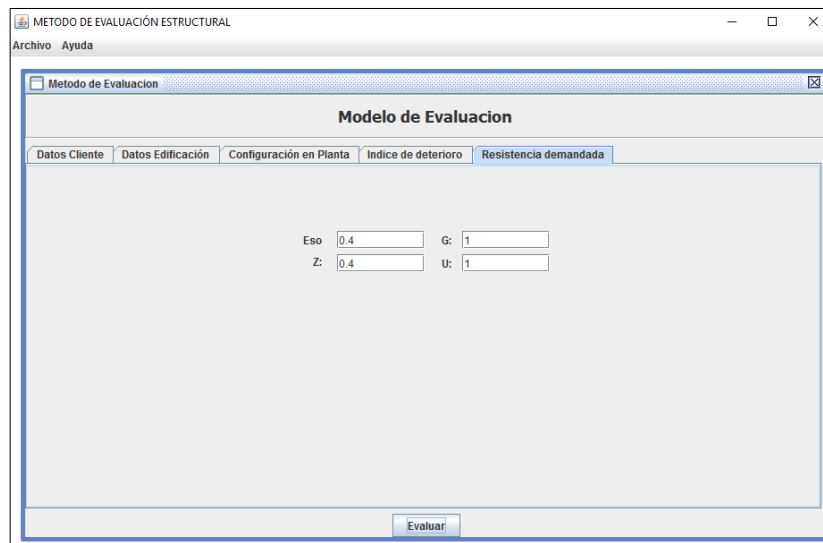 METODO DE EVALUACIÓN ESTRUCTURAL
Archivo Ayuda
Metodo de Evaluacion
Modelo de Evaluacion
Datos Cliente Datos Edificación Configuración en Planta Indice de deterioro Resistencia demandada
Eso 0.4 G: 1
Z: 0.4 U: 1
Evaluar